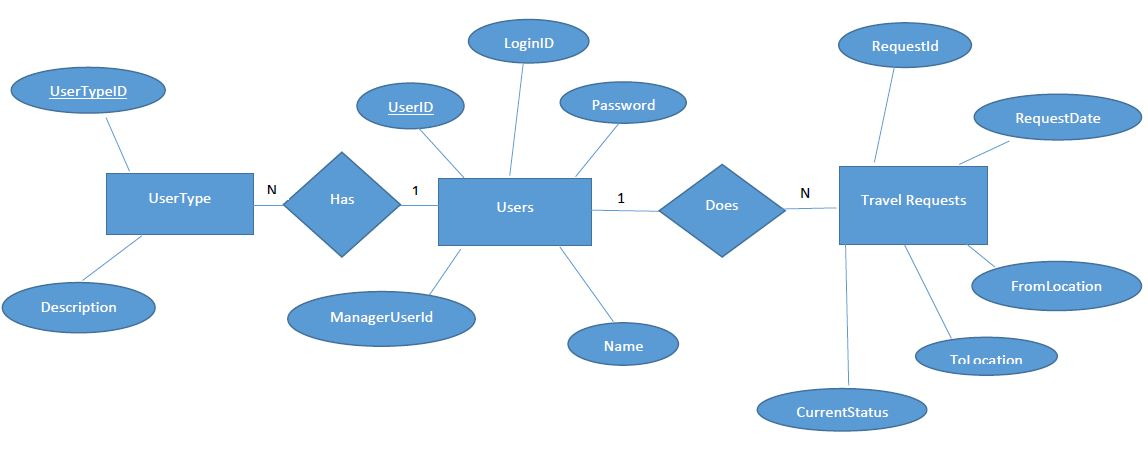 LoginID
RequestId
UserTypeID
UserID
Password
RequestDate
UserType
N
Has
1
Users
1
Does
N
Travel Requests
Description
ManagerUserId
Name
FromLocation
ToLocation
CurrentStatus